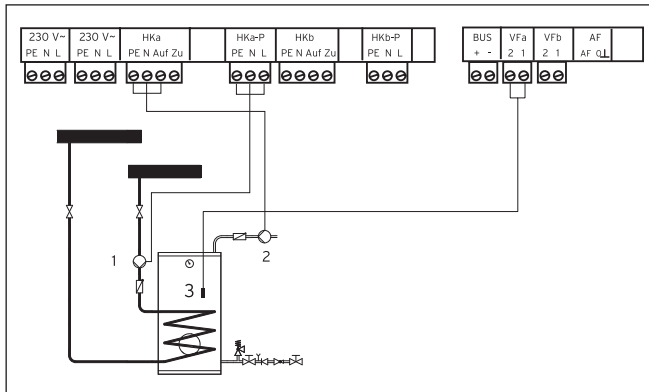 230 V~ 230 V~ HKa HKa-P HKb HKb-P
PE N L PE N L PE N Auf Zu PE N L PE N Auf Zu PE N L
BUS VFa VFb AF
+ - 2 1 2 1 AF O
1
2
3